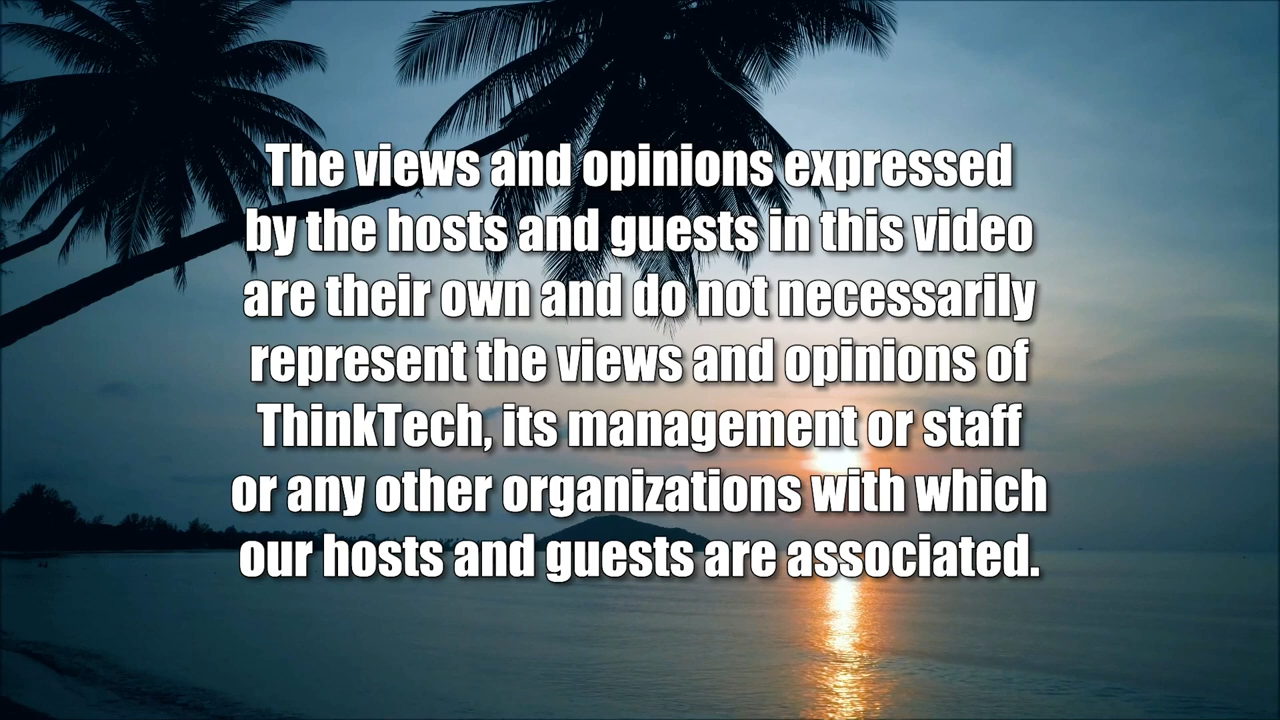 The views and opinions expressed
by the hosts and guests in this video
are their own and do not necessarily
represent the views and opinions of
ThinkTech, its management or staff
or any other organizations with which
our hosts and guests are associated.